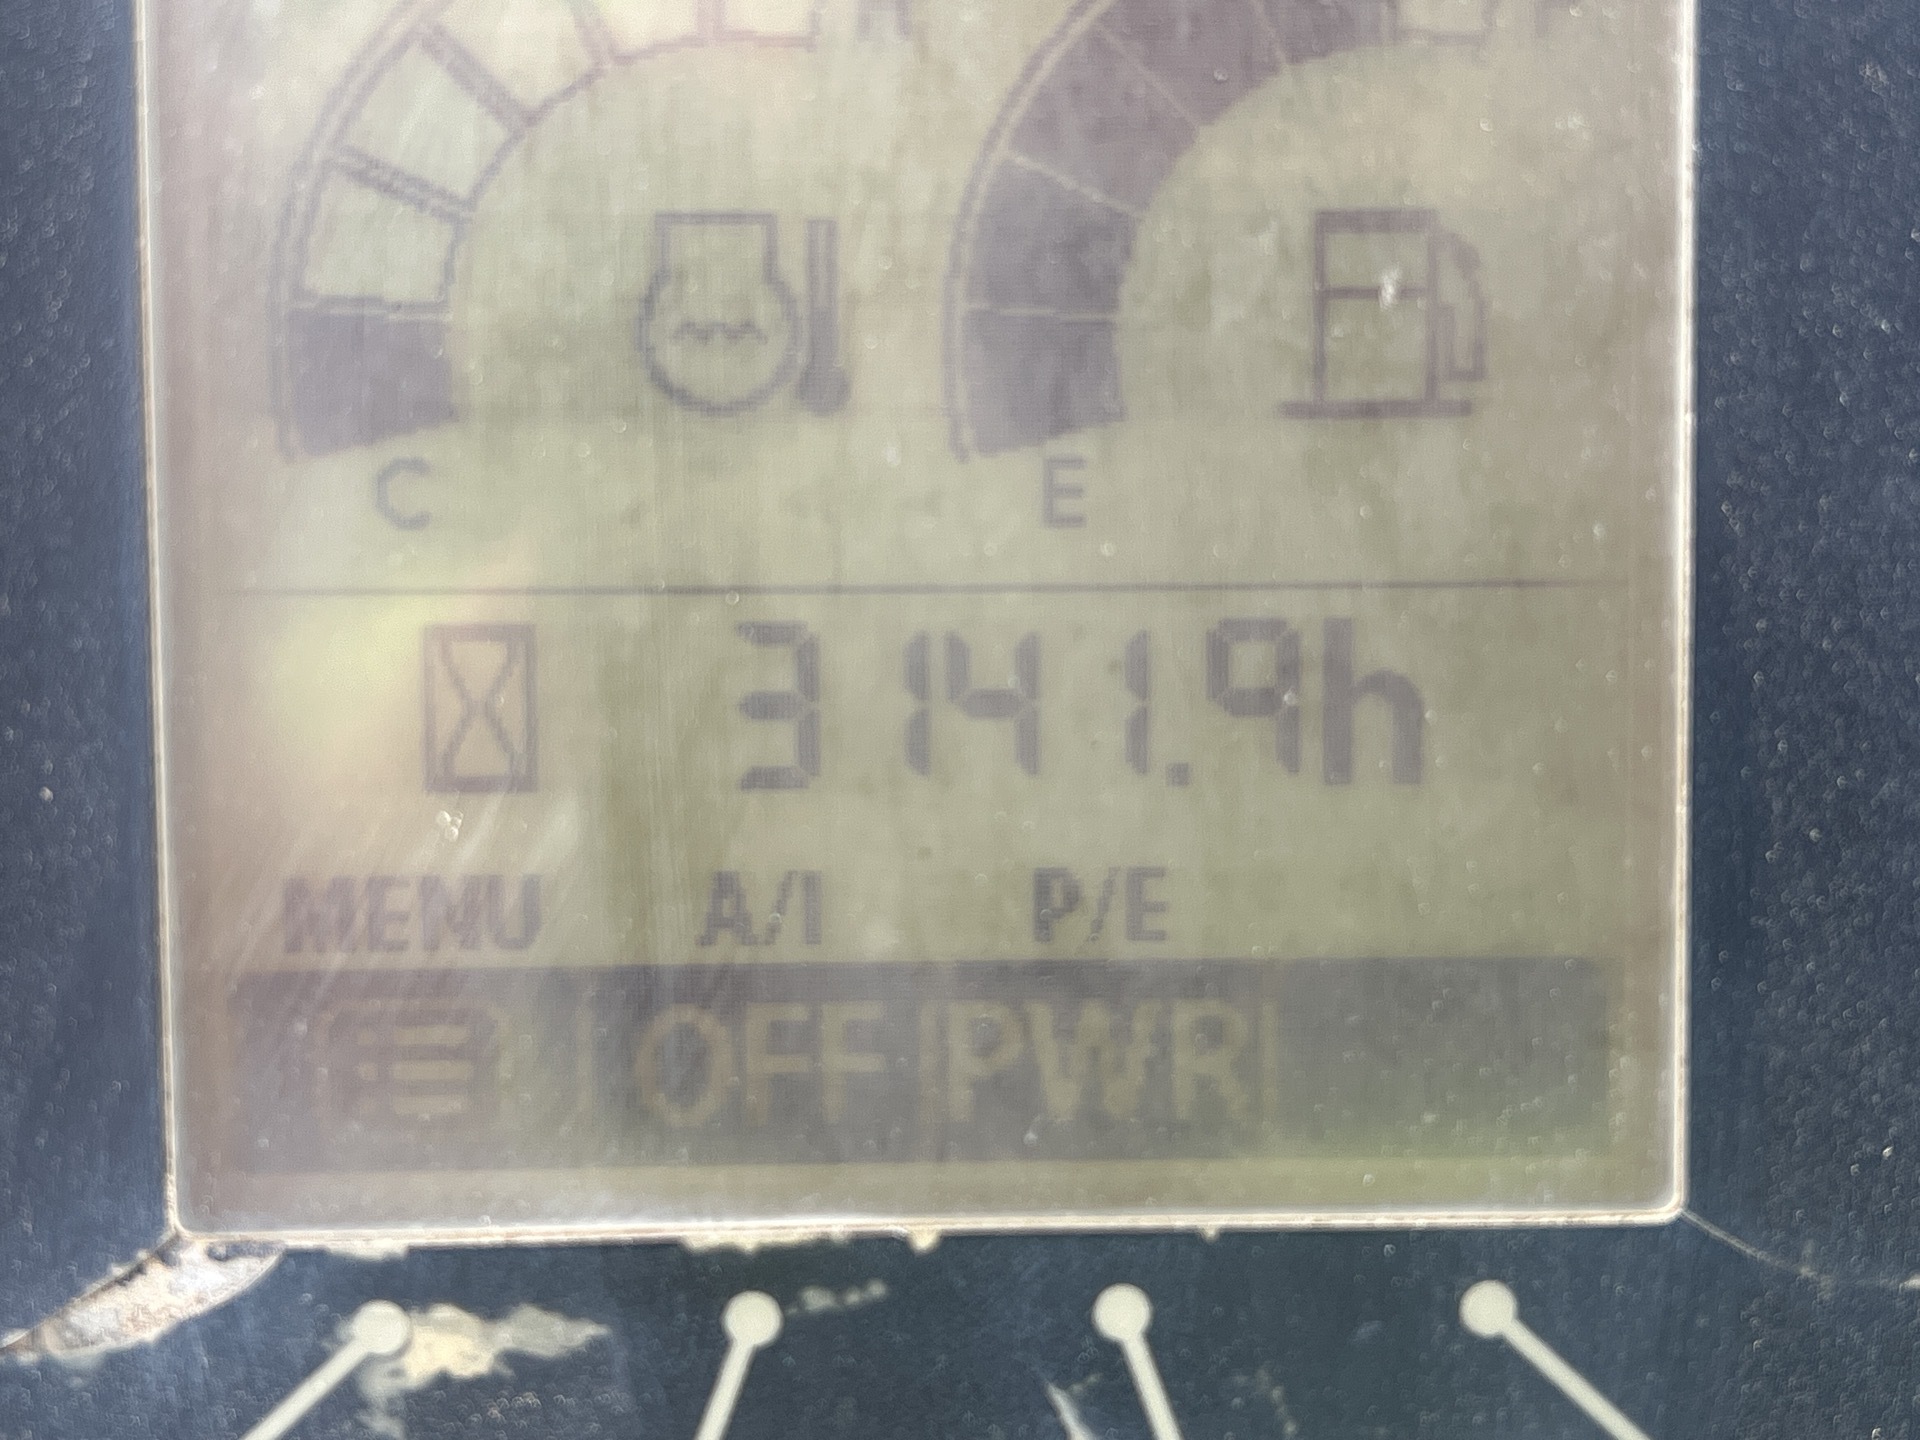 C E
3141.9h
MENU A/I P/E
OFF PWR